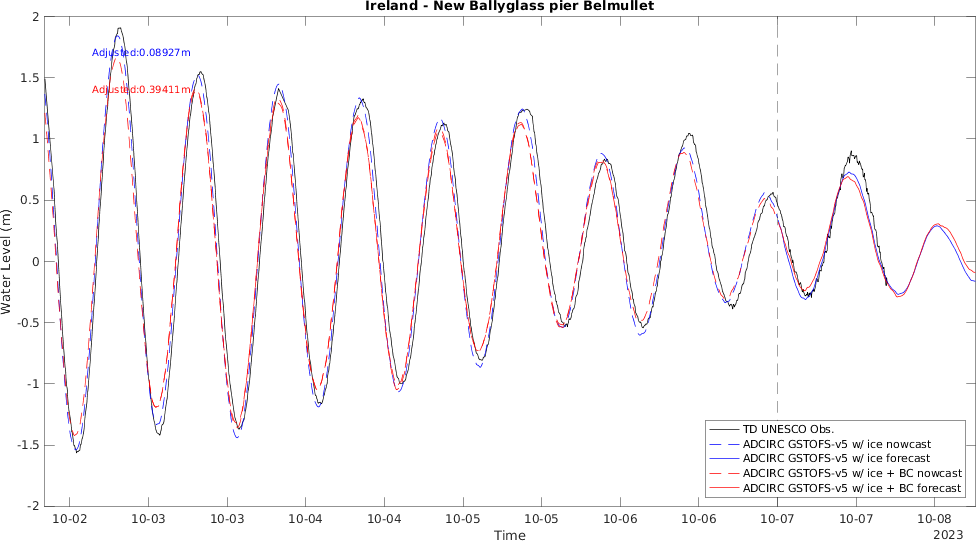 Ireland - New Ballyglass pier Belmullet
2
1.5
1
0.5
0
-0.5
-1
-1.5
-2
Water Level (m)
Adjusted:0.08927m
Adjusted:0.39411m
TD UNESCO Obs.
ADCIRC GSTOFS-v5 w/ ice nowcast
ADCIRC GSTOFS-v5 w/ ice forecast
ADCIRC GSTOFS-v5 w/ ice + BC nowcast
ADCIRC GSTOFS-v5 w/ ice + BC forecast
10-02 10-03 10-03 10-04 10-04 10-05 10-05 10-06 10-06 10-07 10-07 10-08
Time
2023